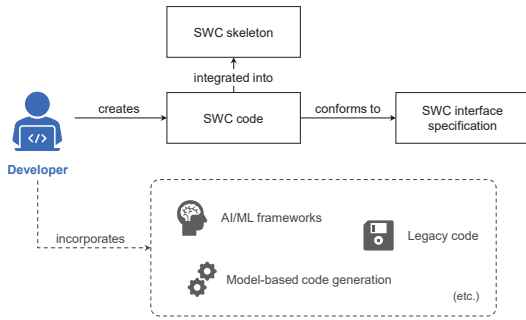 SWC skeleton
integrated into
creates
SWC code
conforms to
SWC interface
specification
</>
Developer
incorporates
AI/ML frameworks
Legacy code
Model-based code generation
(etc.)